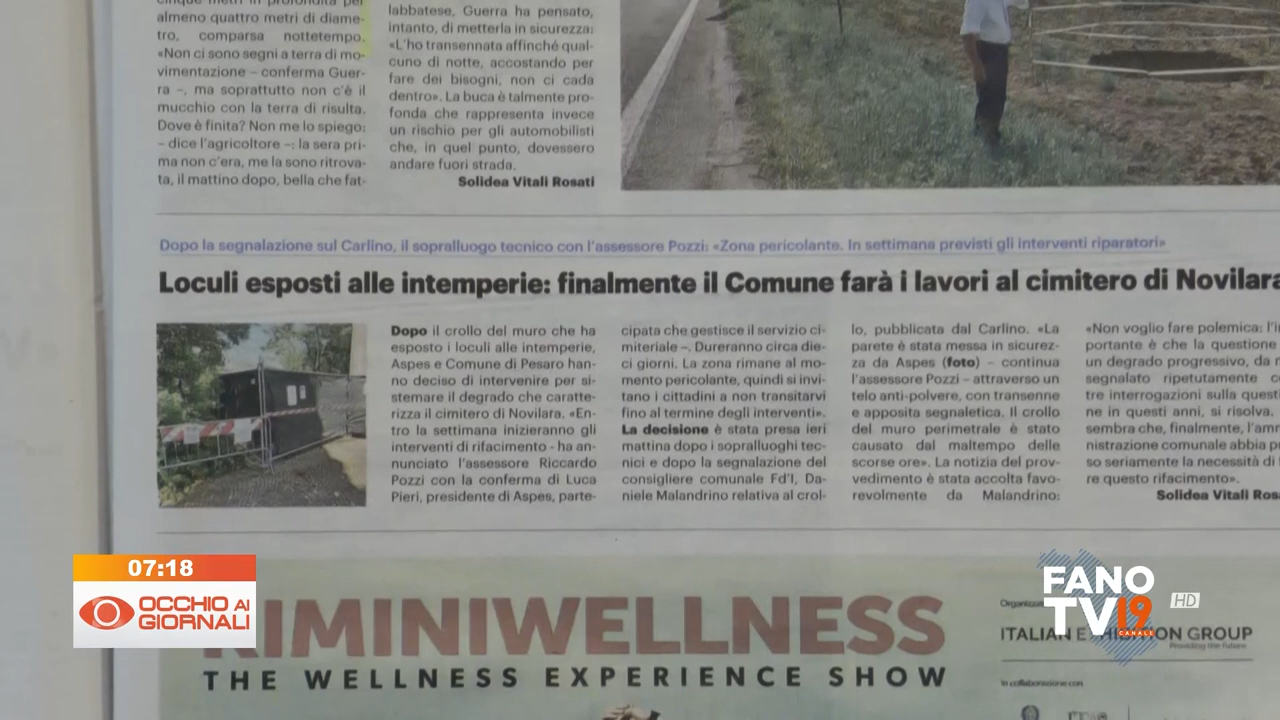 cinque metri in profondità per
almeno quattro metri di diame-
tro, comparsa nottetempo.
«Non ci sono segni a terra di mo-
vimentazione – conferma Guer-
ra –, ma soprattutto non c'è il
mucchio con la terra di risulta.
Dove è finita? Non me lo spiego:
– dice l'agricoltore –: la sera pri-
ma non c'era, me la sono ritrova-
ta, il mattino dopo, bella che fat-
labbatese, Guerra ha pensato,
intanto, di metterla in sicurezza:
«L'ho transennata affinché qual-
cuno di notte, accostando per
fare dei bisogni, non ci cada
dentro». La buca è talmente pro-
fonda che rappresenta invece
un rischio per gli automobilisti
che, in quel punto, dovessero
andare fuori strada.
Solidea Vitali Rosati
Dopo la segnalazione sul Carlino, il sopralluogo tecnico con l'assessore Pozzi: «Zona pericolante. In settimana previsti gli interventi riparatori»
Loculi esposti alle intemperie: finalmente il Comune farà i lavori al cimitero di Novilara
Dopo il crollo del muro che ha
esposto i loculi alle intemperie,
Aspes e Comune di Pesaro han-
no deciso di intervenire per si-
stemare il degrado che caratte-
rizza il cimitero di Novilara. «En-
tro la settimana inizieranno gli
interventi di rifacimento - ha an-
nunciato l'assessore Riccardo
Pozzi con la conferma di Luca
Pieri, presidente di Aspes, parte-
cipata che gestisce il servizio ci-
miteriale –. Dureranno circa die-
ci giorni. La zona rimane al mo-
mento pericolante, quindi si invi-
tano i cittadini a non transitarvi
fino al termine degli interventi».
La decisione è stata presa ieri
mattina dopo i sopralluoghi tec-
nici e dopo la segnalazione del
consigliere comunale Fd'I, Da-
niele Malandrino relativa al crol-
lo, pubblicata dal Carlino. «La
parete è stata messa in sicurez-
za da Aspes (foto) – continua
l'assessore Pozzi – attraverso un
telo anti-polvere, con transenne
e apposita segnaletica. Il crollo
del muro perimetrale è stato
causato dal maltempo delle
scorse ore». La notizia del prov-
vedimento è stata accolta favo-
revolmente da Malandrino:
«Non voglio fare polemica: l'i
portante è che la questione
un degrado progressivo, da
segnalato ripetutamente c
tre interrogazioni sulla quest
ne in questi anni, si risolva.
sembra che, finalmente, l'amm
nistrazione comunale abbia p
so seriamente la necessità di
re questo rifacimento».
Solidea Vitali Rosa
07:18
OCCHIO AI
GIORNALI
RIMINIWELLNESS
THE WELLNESS EXPERIENCE SHOW
FANO
TV 19
CANALE
HD
ITALIAN EXHIBITION GROUP
Providing the Future
In collaborazione con